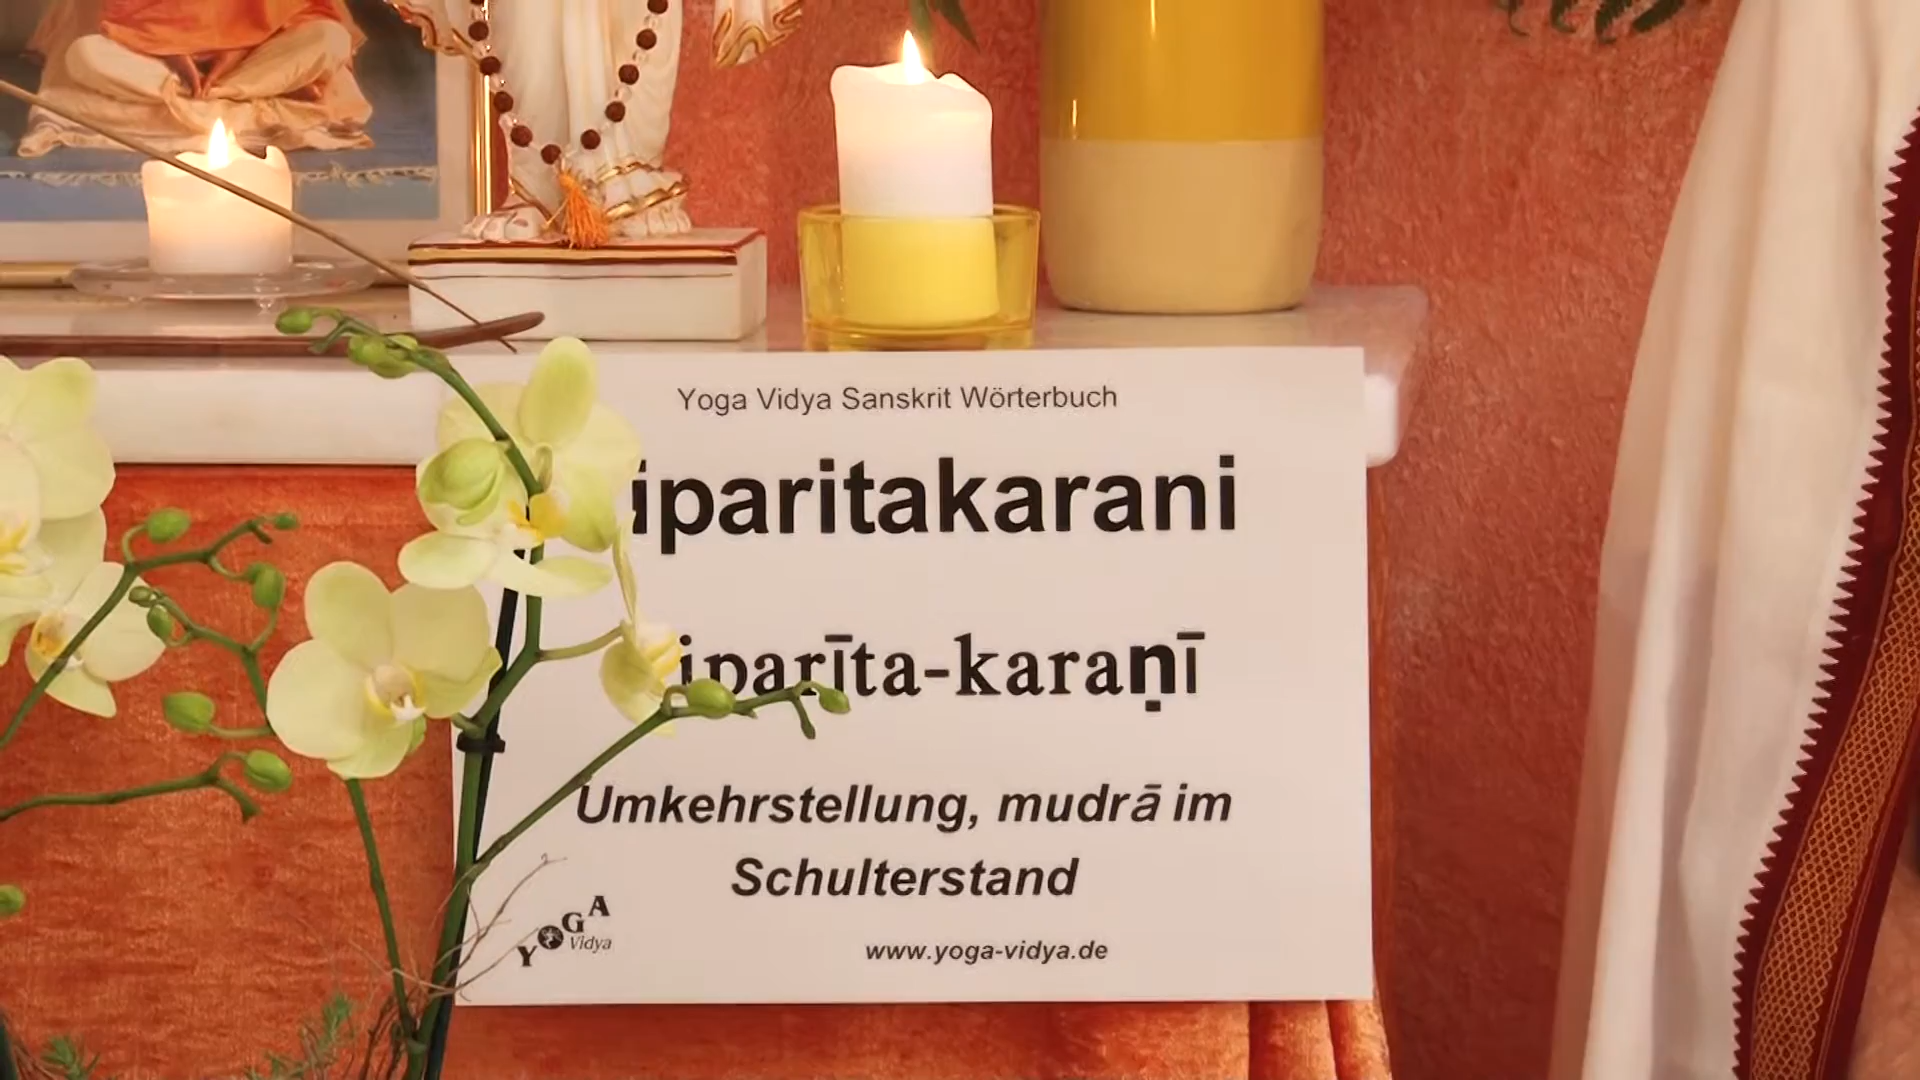 Yoga Vidya Sanskrit Wörterbuch
iparitakarani
iparīta-karaṇī
Umkehrstellung, mudrā im
Schulterstand
YOGA
Vidya
www.yoga-vidya.de